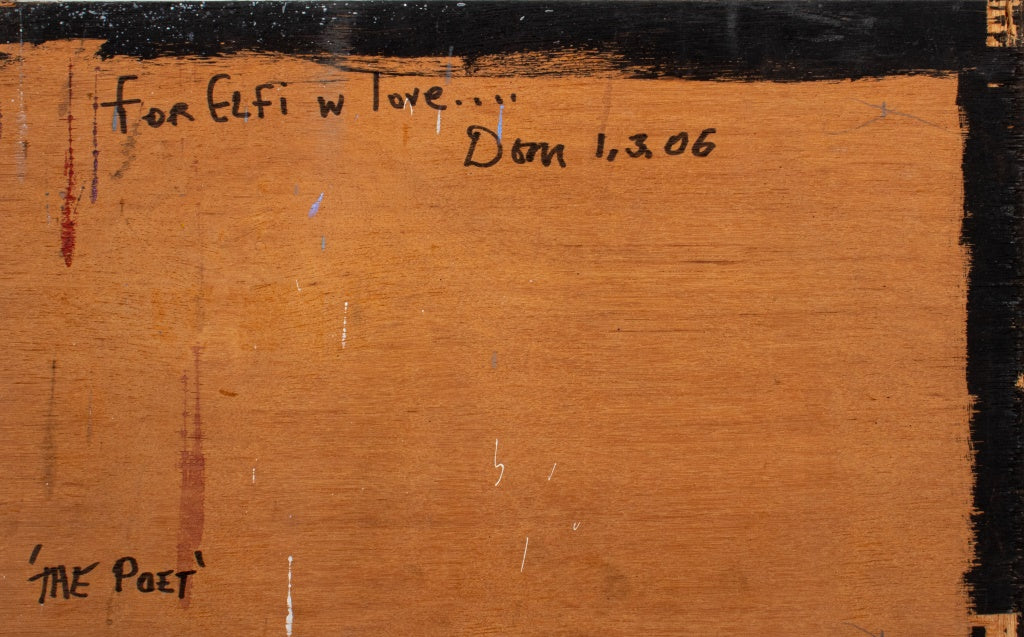 for ELFi w love....
Dom 1.3.06
'THE POET'